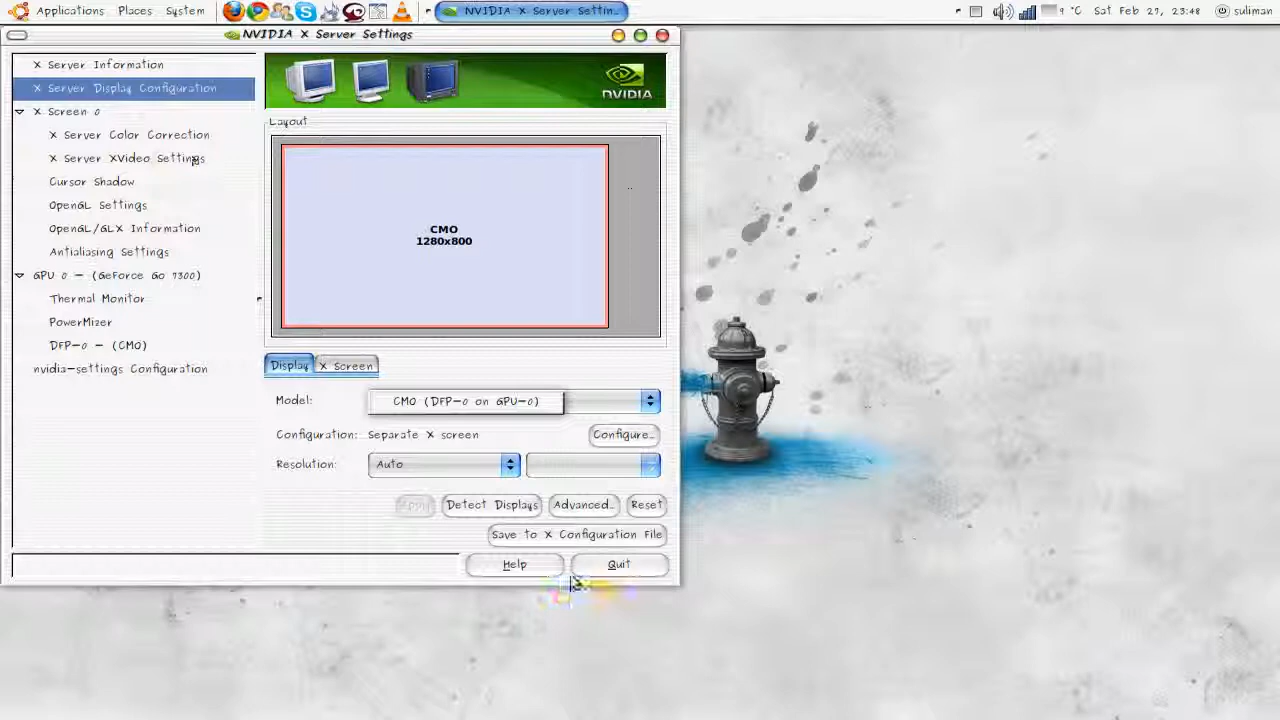 Applications Places System
NVIDIA X Server Settin..
9 °C Sat Feb 27, 23:48 suliman
NVIDIA X Server Settings
X Server Information
X Server Display Configuration
X Screen 0
X Server Color Correction
X Server XVideo Settings
Cursor Shadow
OpenGL Settings
OpenGL/GLX Information
Antialiasing Settings
GPU 0 - (GeForce Go 7300)
Thermal Monitor
PowerMizer
DFP-0 - (CMO)
nvidia-settings Configuration
NVIDIA
Layout
CMO
1280x800
Display X Screen
Model: CMO (DFP-0 on GPU-0)
Configuration: Separate X screen Configure...
Resolution: Auto
Apply Detect Displays Advanced... Reset
Save to X Configuration File
Help Quit